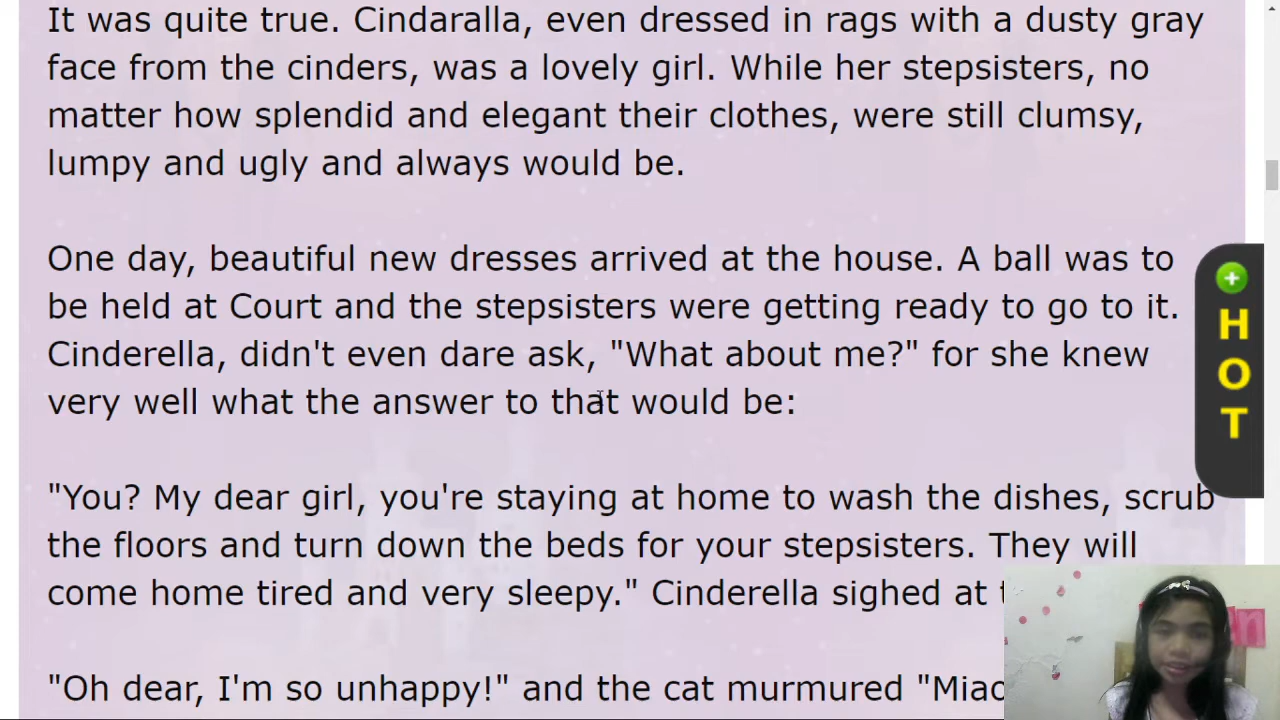 It was quite true. Cindaralla, even dressed in rags with a dusty gray
face from the cinders, was a lovely girl. While her stepsisters, no
matter how splendid and elegant their clothes, were still clumsy,
lumpy and ugly and always would be.
One day, beautiful new dresses arrived at the house. A ball was to
be held at Court and the stepsisters were getting ready to go to it.
Cinderella, didn't even dare ask, "What about me?" for she knew
very well what the answer to that would be:
"You? My dear girl, you're staying at home to wash the dishes, scrub
the floors and turn down the beds for your stepsisters. They will
come home tired and very sleepy." Cinderella sighed at
"Oh dear, I'm so unhappy!" and the cat murmured "Miao
HOT